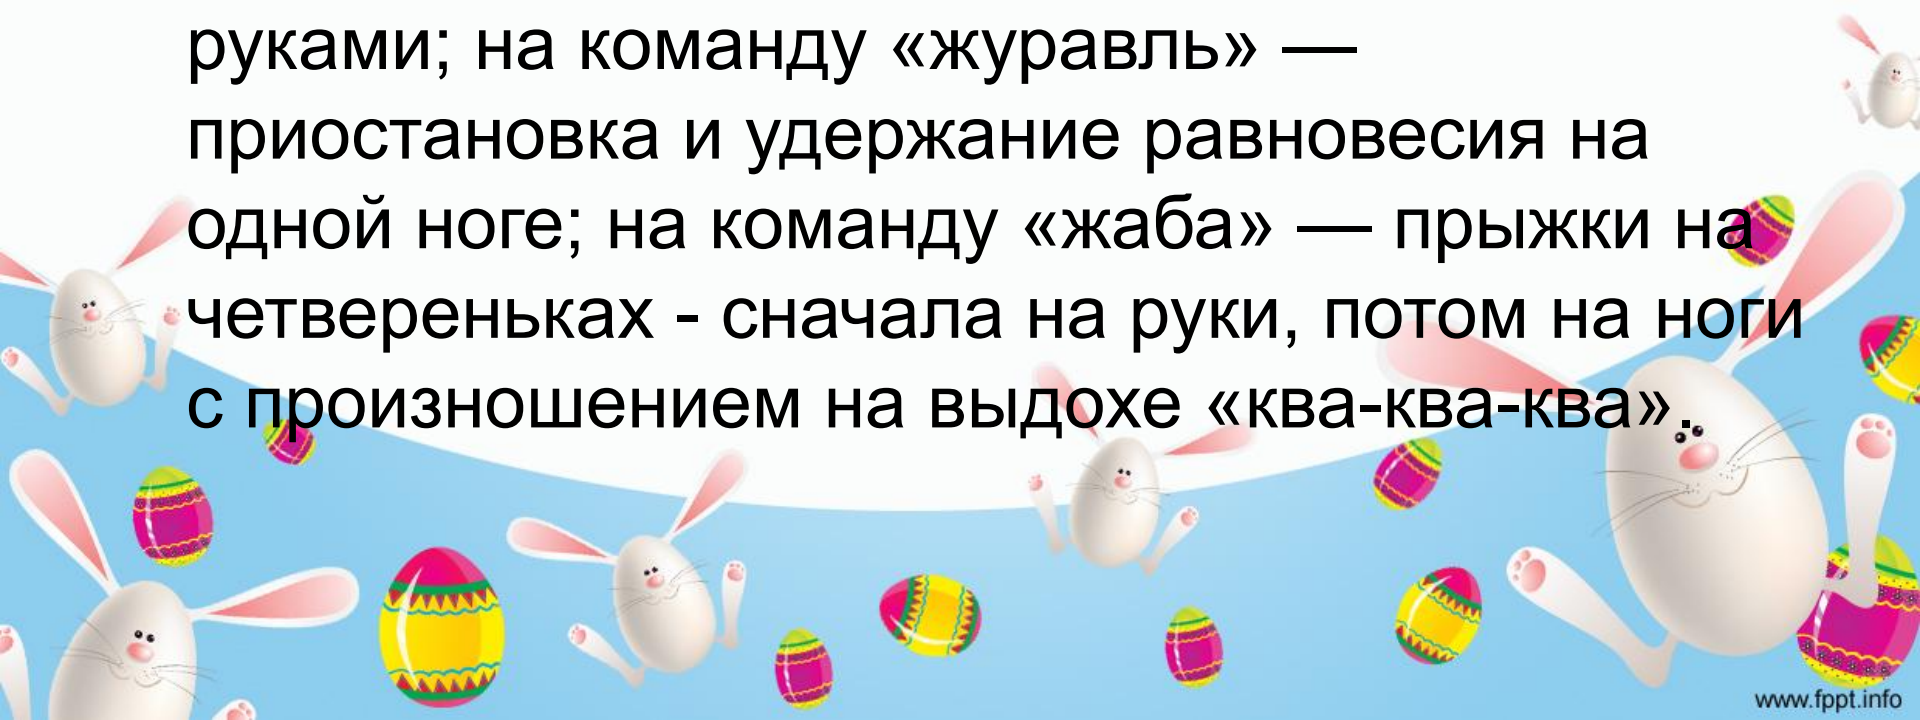 руками; на команду «журавль» —
приостановка и удержание равновесия на
одной ноге; на команду «жаба» — прыжки на
четвереньках - сначала на руки, потом на ноги
с произношением на выдохе «ква-ква-ква».
www.fppt.info